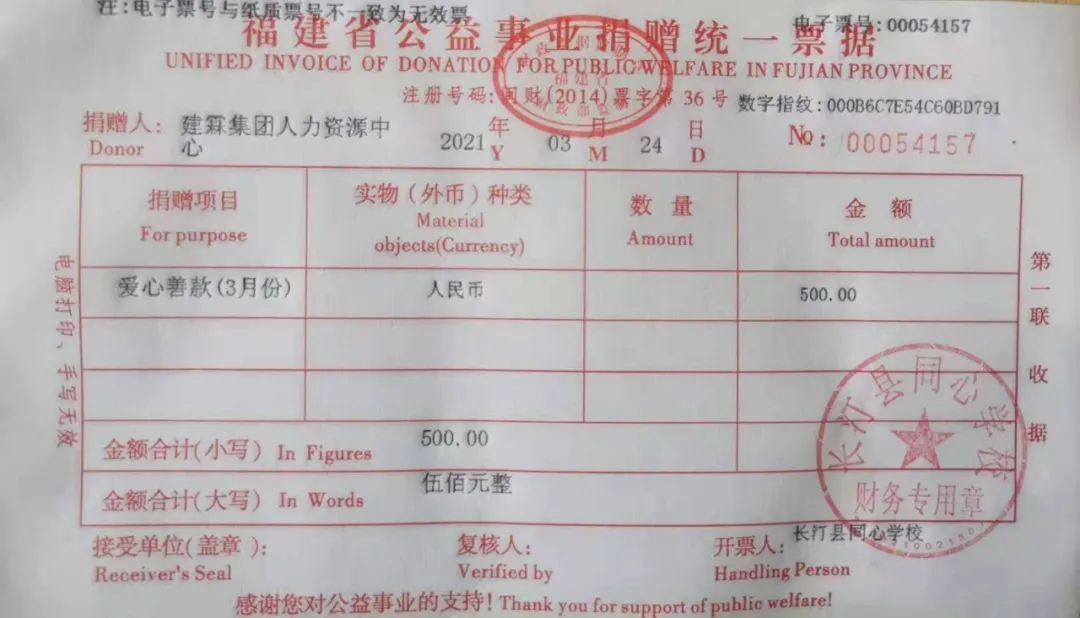 注:电子票号与纸质票号不一致为无效票
电子票号:00054157
福建省公益事业捐赠统一票据
UNIFIED INVOICE OF DONATION FOR PUBLIC WELFARE IN FUJIAN PROVINCE
注册号码: 闽财(2014)票字第 36 号
数字指纹:000B6C7E54C60BD791
捐赠人: 建霖集团人力资源中心
Donor
2021 年 03 月 24 日
Y M D
No: 00054157
捐赠项目 实物（外币）种类 数 量 金 额
For purpose Material objects(Currency) Amount Total amount
爱心善款(3月份) 人民币 500.00
金额合计(小写) In Figures 500.00
金额合计(大写) In Words 伍佰元整
接受单位(盖章): 复核人: 开票人: 长汀县同心学校
Receiver's Seal Verified by Handling Person
感谢您对公益事业的支持! Thank you for support of public welfare!
电脑打印、手写无效
第一联 收据
长汀县同心学校
财务专用章
福建省